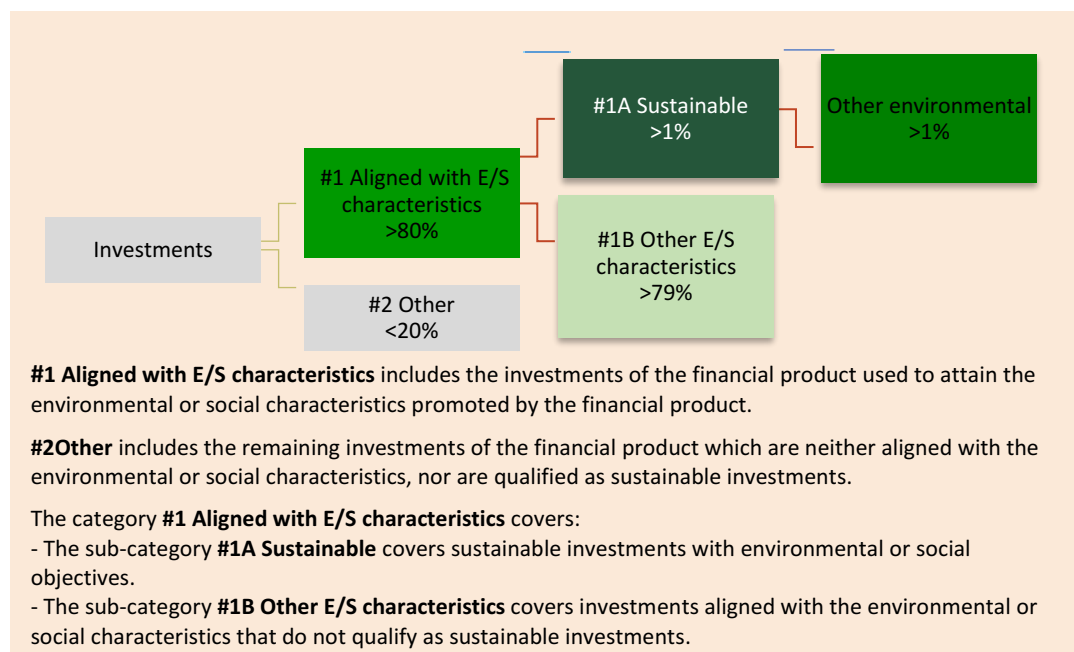 #1A Sustainable
>1%
Other environmental
>1%
#1 Aligned with E/S
characteristics
>80%
Investments
#1B Other E/S
characteristics
>79%
#2 Other
<20%
#1 Aligned with E/S characteristics includes the investments of the financial product used to attain the
environmental or social characteristics promoted by the financial product.
#2Other includes the remaining investments of the financial product which are neither aligned with the
environmental or social characteristics, nor are qualified as sustainable investments.
The category #1 Aligned with E/S characteristics covers:
- The sub-category #1A Sustainable covers sustainable investments with environmental or social
objectives.
- The sub-category #1B Other E/S characteristics covers investments aligned with the environmental or
social characteristics that do not qualify as sustainable investments.